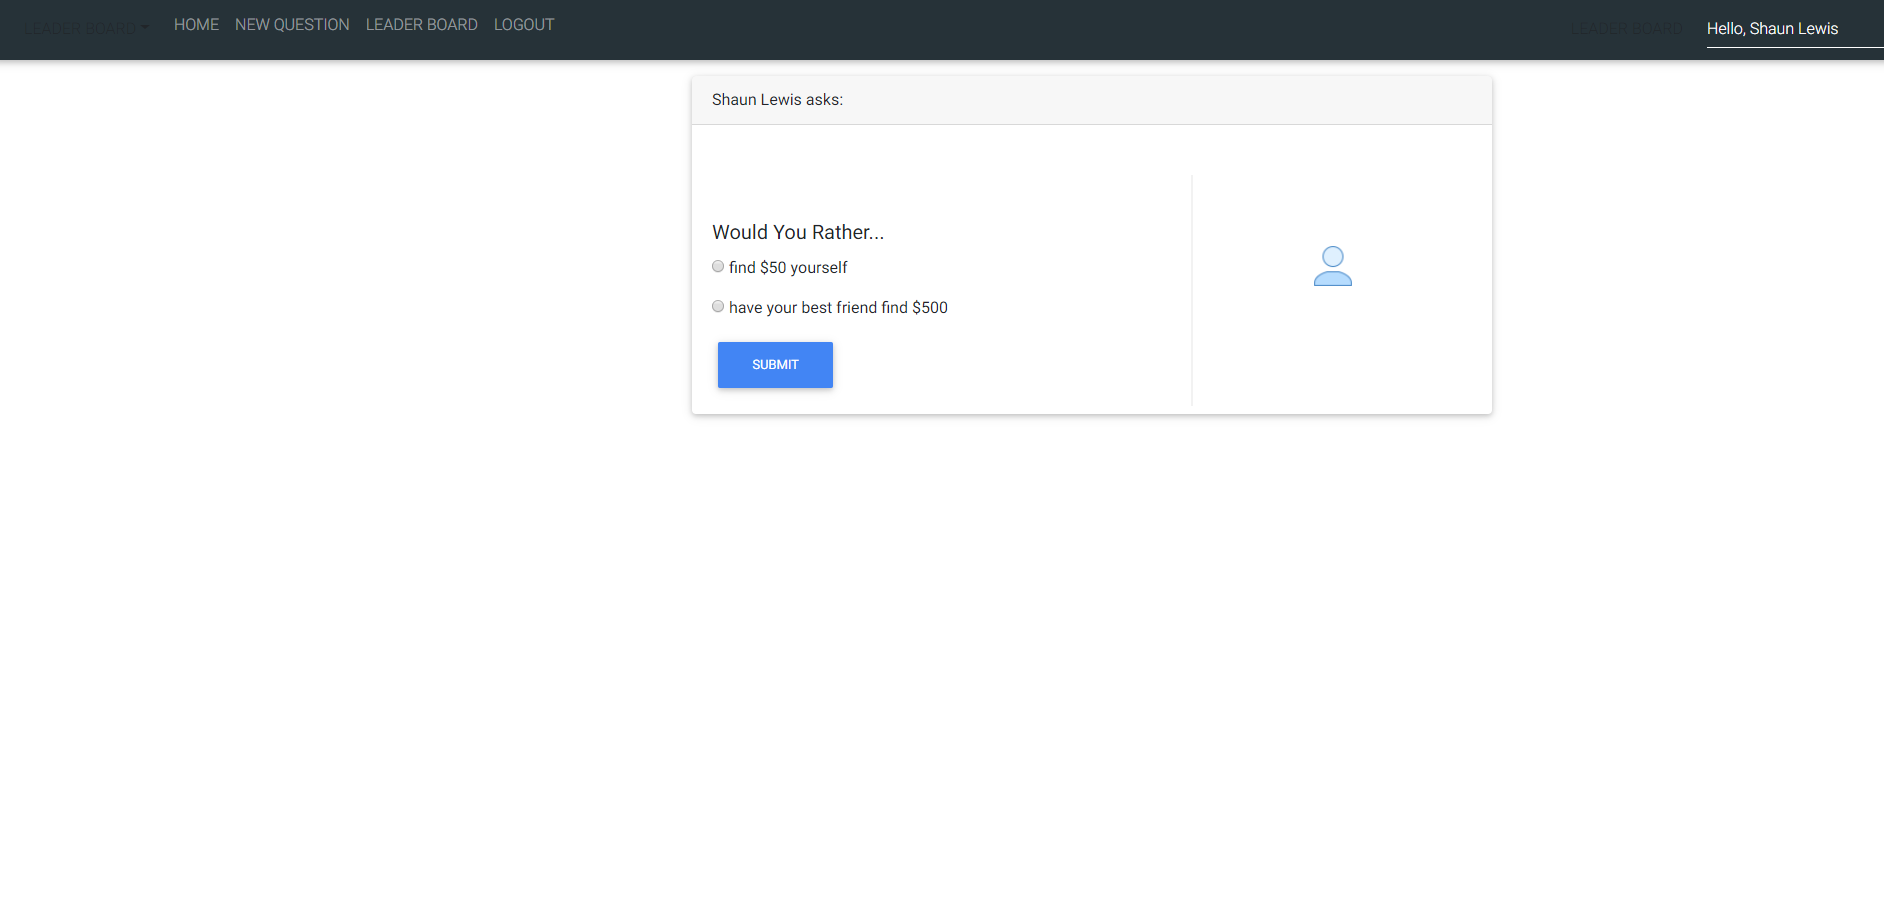 LEADER BOARD HOME NEW QUESTION LEADER BOARD LOGOUT LEADER BOARD Hello, Shaun Lewis
Shaun Lewis asks:
Would You Rather...
find $50 yourself
have your best friend find $500
SUBMIT